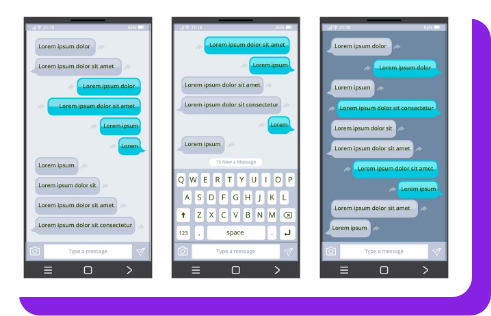 Lorem ipsum dolor
Lorem ipsum dolor sit amet
Lorem ipsum dolor
Lorem ipsum dolor sit amet
Lorem ipsum
Lorem
Lorem ipsum
Lorem ipsum dolor sit
Lorem ipsum dolor sit amet
Lorem ipsum dolor sit consectetur
Type a message
Lorem ipsum dolor sit amet
Lorem ipsum
Lorem ipsum dolor sit amet
Lorem ipsum dolor sit consectetur
Lorem
Lorem ipsum
New a Message
Q W E R T Y U I O P
A S D F G H J K L
Z X C V B N M
123 , space .
Type a message
Lorem ipsum dolor
Lorem ipsum dolor
Lorem ipsum
Lorem ipsum dolor sit consectetur
Lorem ipsum dolor sit
Lorem ipsum dolor sit amet
Lorem ipsum dolor sit amet
Lorem ipsum
Lorem ipsum dolor sit amet
Lorem ipsum
Type a message